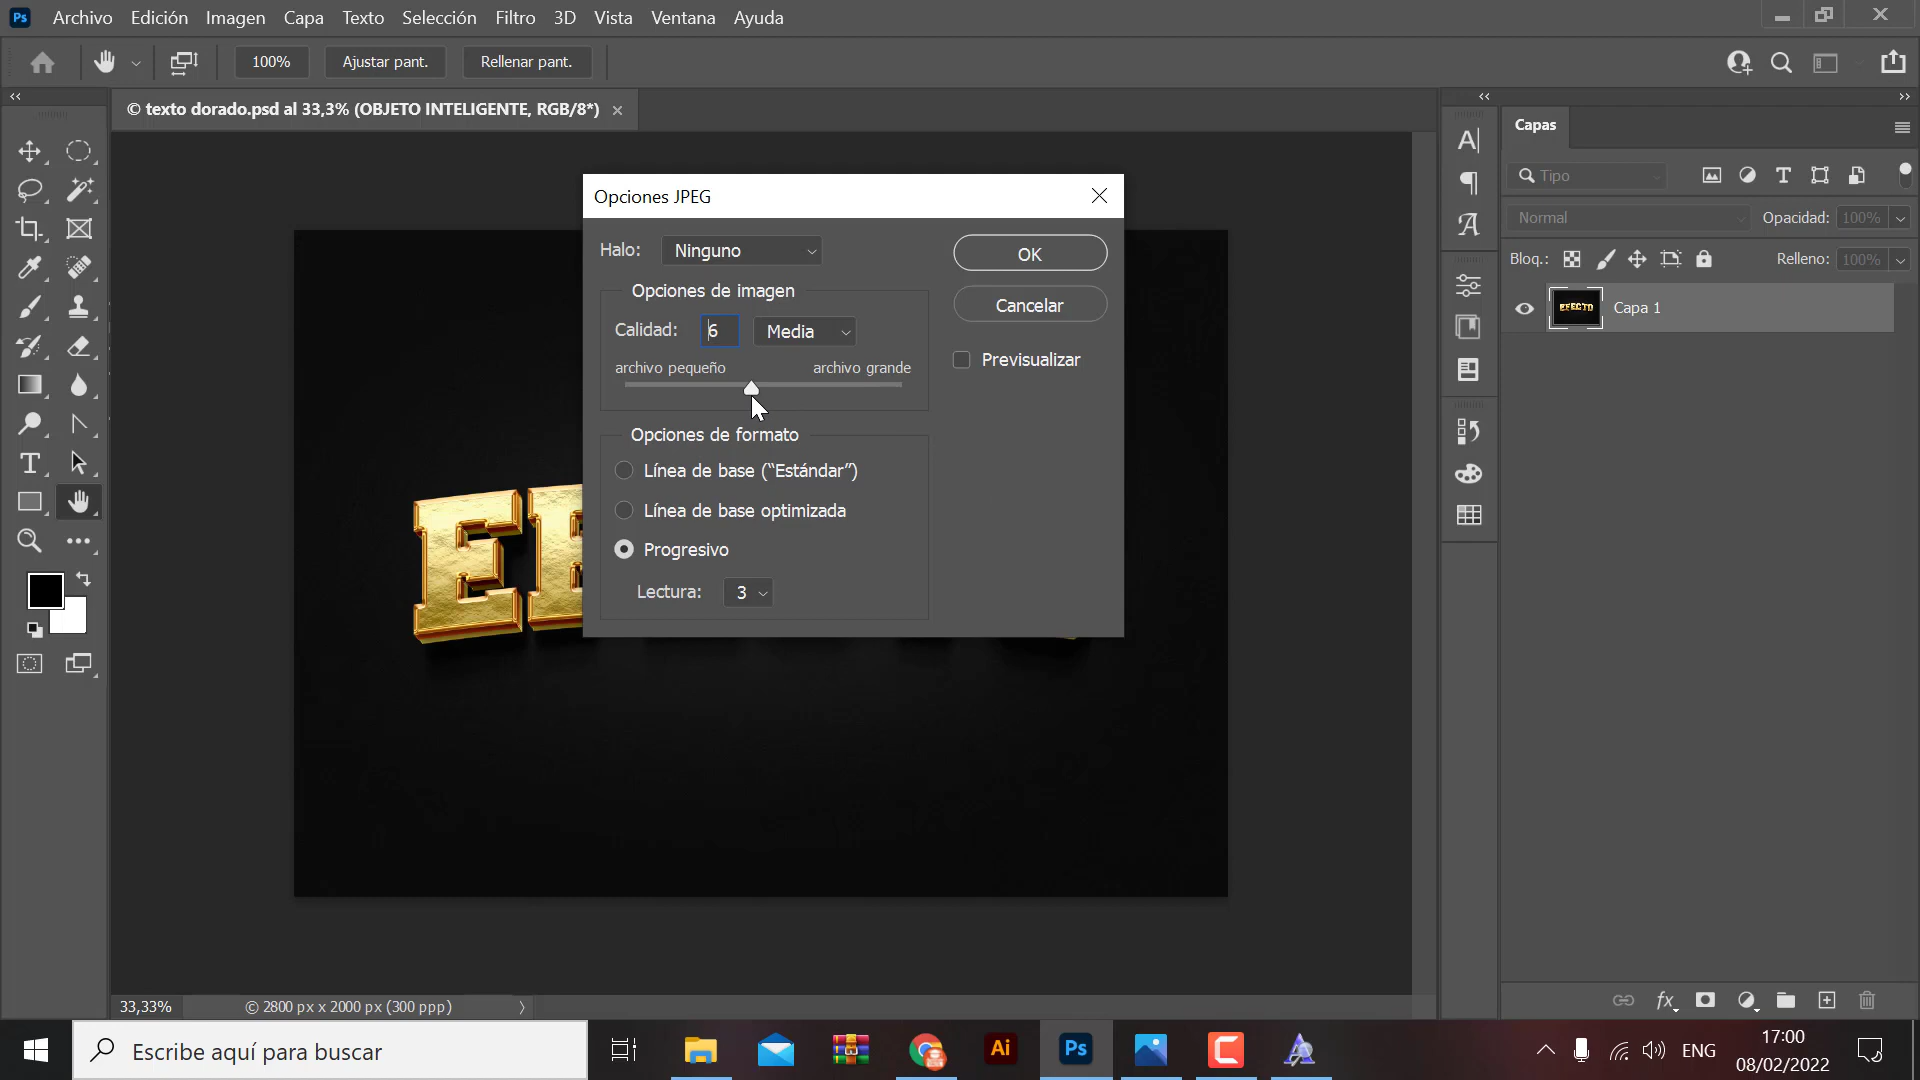 Ps Archivo Edición Imagen Capa Texto Selección Filtro 3D Vista Ventana Ayuda
100% Ajustar pant. Rellenar pant.
© texto dorado.psd al 33,3% (OBJETO INTELIGENTE, RGB/8*)
Capas
Tipo
Normal Opacidad: 100%
Bloq.: Relleno: 100%
EFECTO Capa 1
Opciones JPEG
Halo: Ninguno
OK
Opciones de imagen
Cancelar
Calidad: 6 Media
Previsualizar
archivo pequeño archivo grande
Opciones de formato
Línea de base (“Estándar”)
Línea de base optimizada
Progresivo
Lectura: 3
33,33% © 2800 px x 2000 px (300 ppp)
Escribe aquí para buscar
Ai Ps
ENG
17:00
08/02/2022